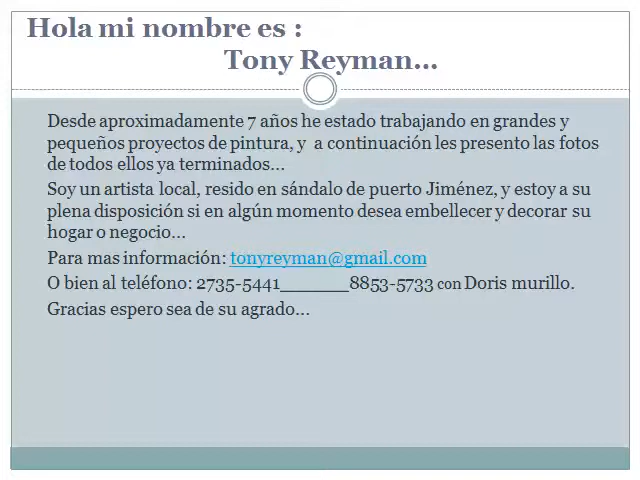 Hola mi nombre es :
Tony Reyman...
Desde aproximadamente 7 años he estado trabajando en grandes y
pequeños proyectos de pintura, y a continuación les presento las fotos
de todos ellos ya terminados...
Soy un artista local, resido en sándalo de puerto Jiménez, y estoy a su
plena disposición si en algún momento desea embellecer y decorar su
hogar o negocio...
Para mas información: tonyreyman@gmail.com
O bien al teléfono: 2735-5441_______8853-5733 con Doris murillo.
Gracias espero sea de su agrado...